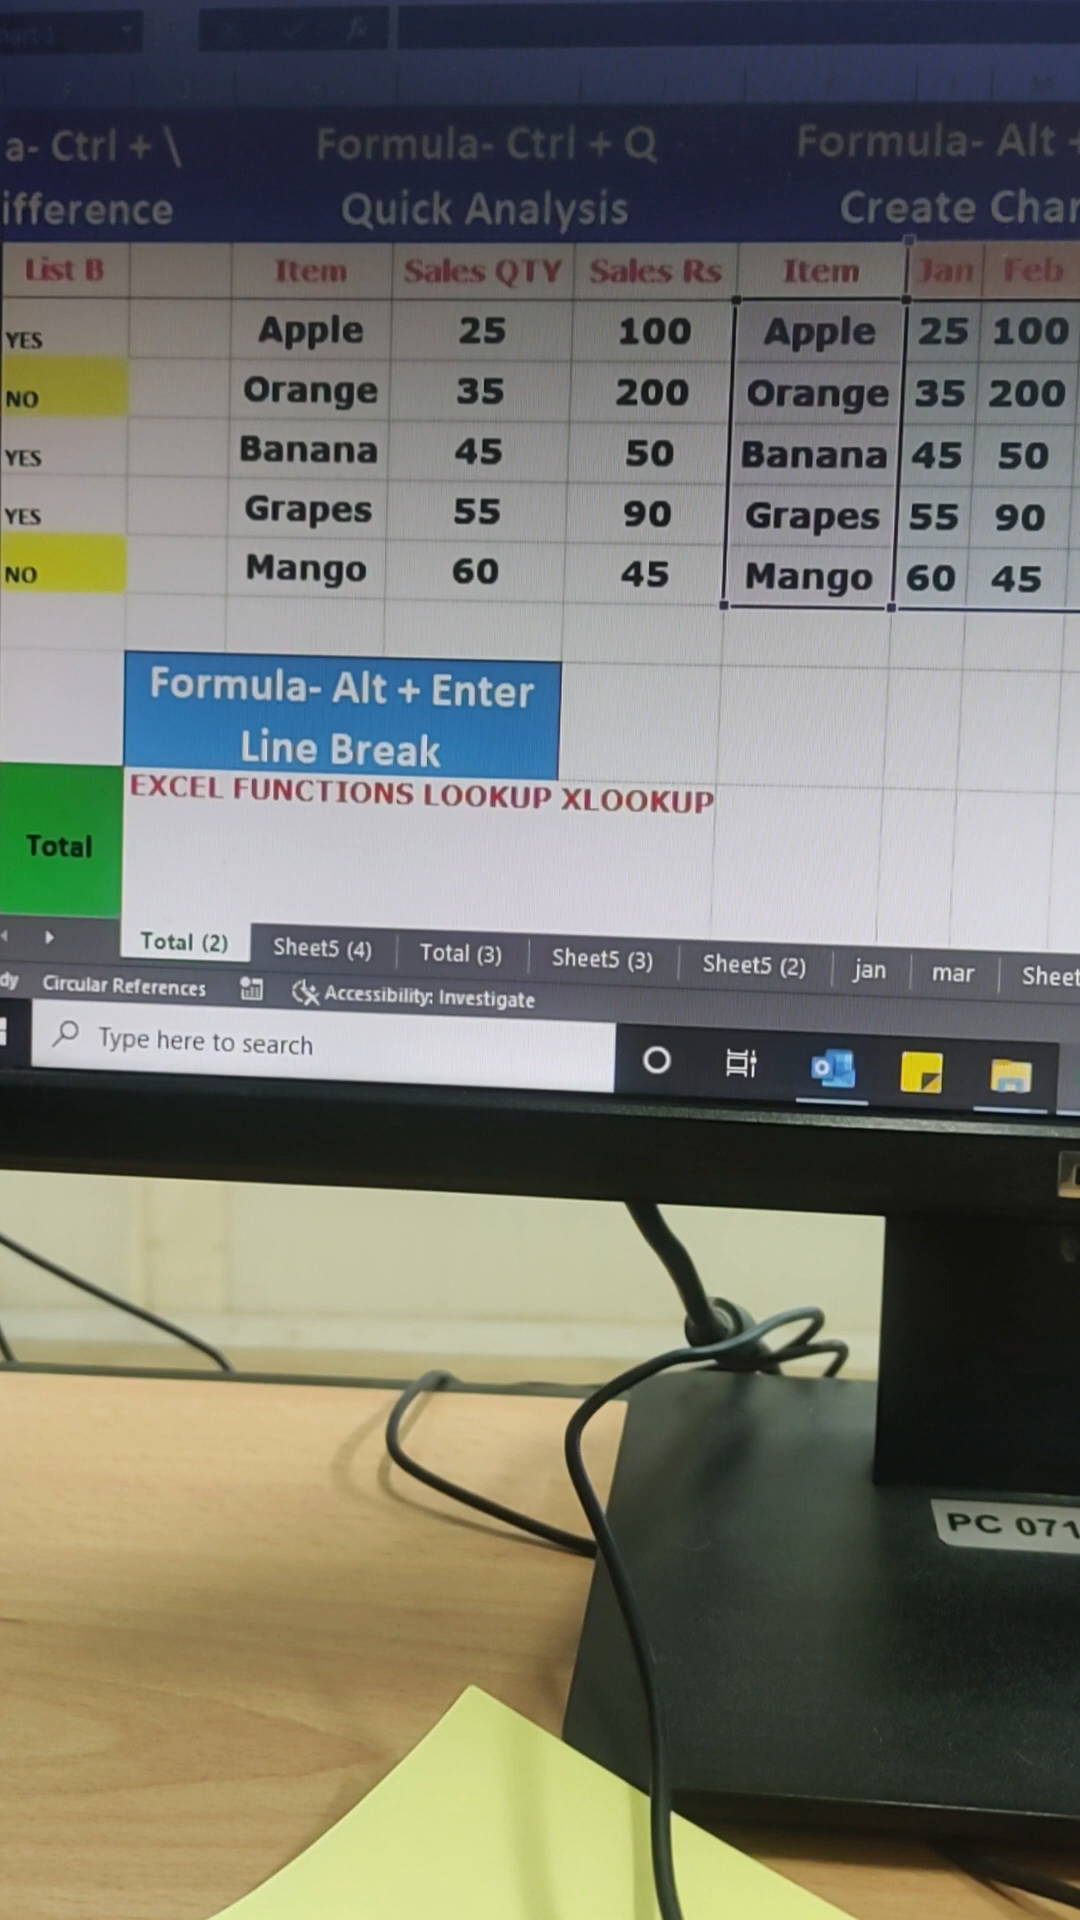 a- Ctrl + \ Formula- Ctrl + Q Formula- Alt +
ifference Quick Analysis Create Char
List B Item Sales QTY Sales Rs Item Jan Feb
YES Apple 25 100 Apple 25 100
NO Orange 35 200 Orange 35 200
YES Banana 45 50 Banana 45 50
YES Grapes 55 90 Grapes 55 90
NO Mango 60 45 Mango 60 45
Formula- Alt + Enter
Line Break
EXCEL FUNCTIONS LOOKUP XLOOKUP
Total
Total (2) Sheet5 (4) Total (3) Sheet5 (3) Sheet5 (2) jan mar Sheet
dy Circular References Accessibility: Investigate
Type here to search
PC 071